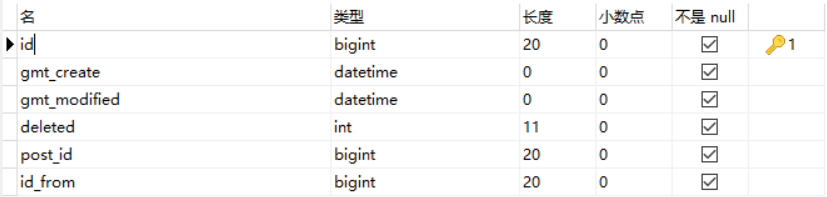 名 类型 长度 小数点 不是 null
id bigint 20 0 1
gmt_create datetime 0 0
gmt_modified datetime 0 0
deleted int 11 0
post_id bigint 20 0
id_from bigint 20 0